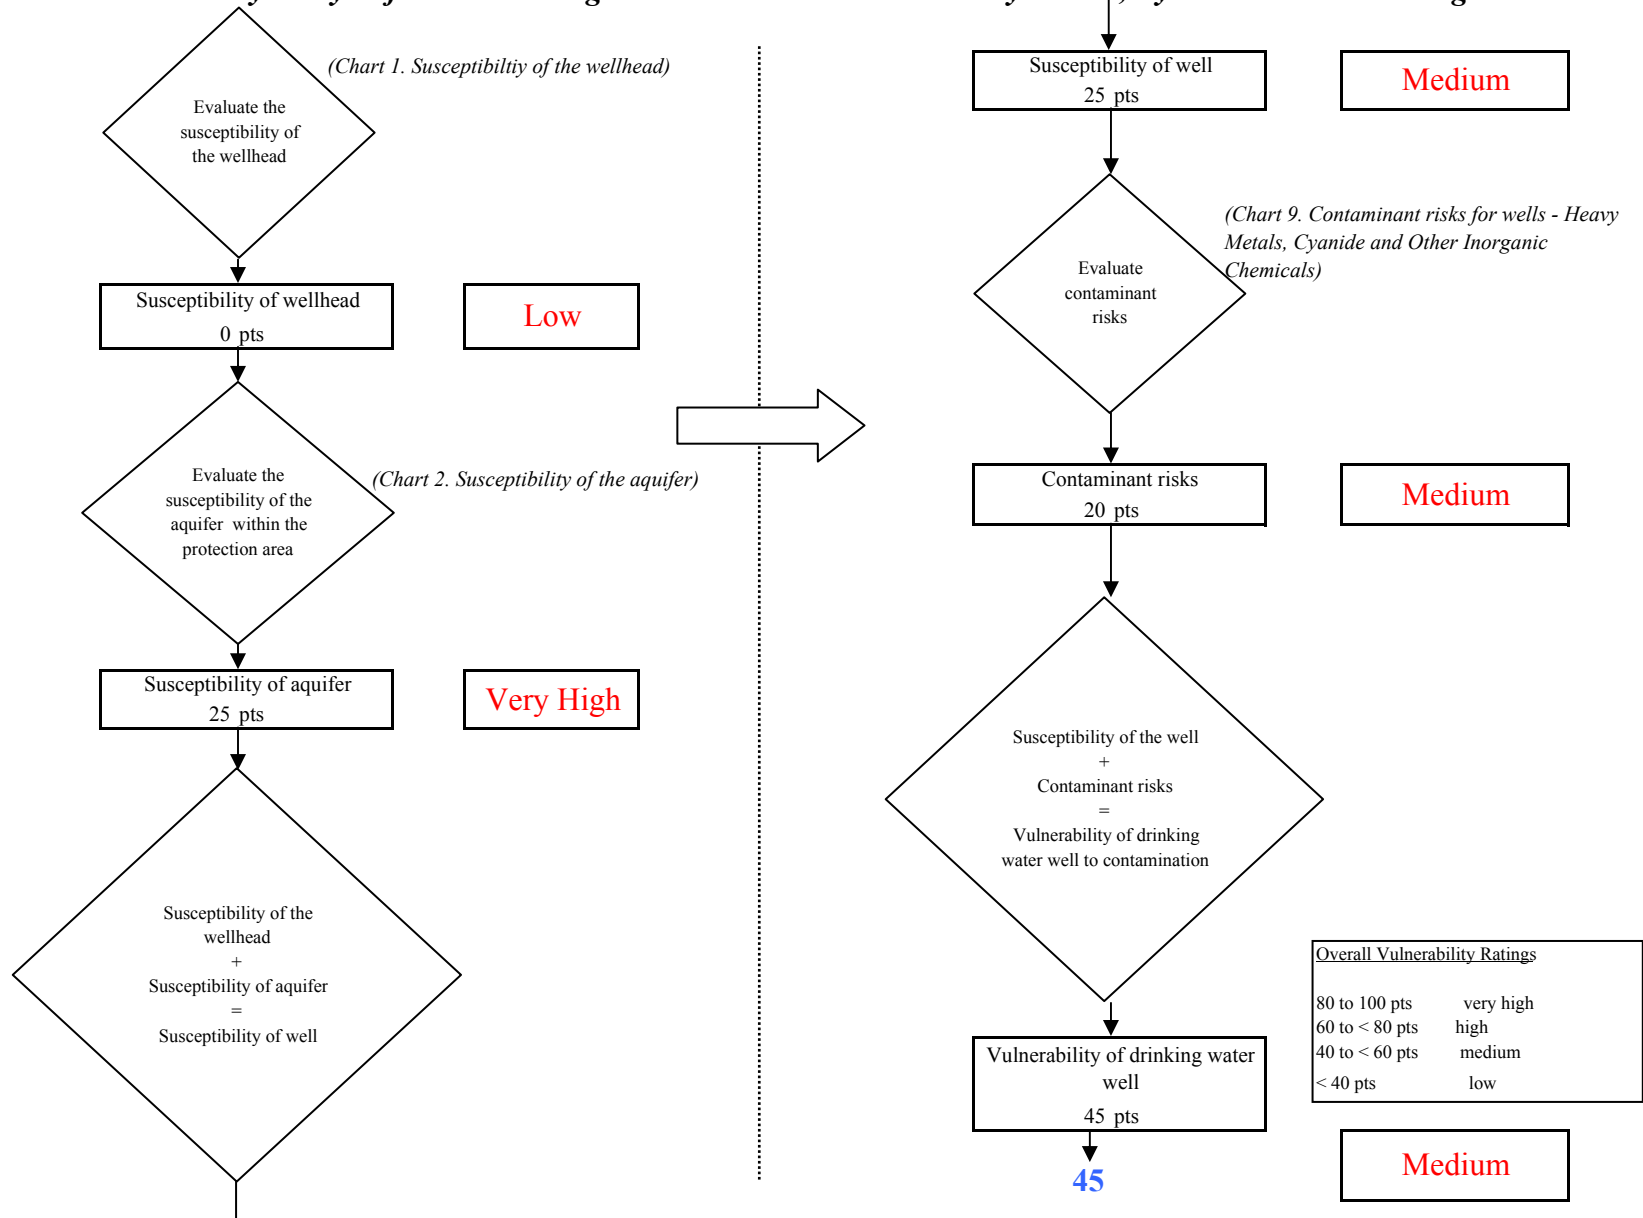 (Chart 1. Susceptibiltiy of the wellhead)
Evaluate the
susceptibility of
the wellhead
Susceptibility of wellhead
0 pts
Low
Evaluate the
susceptibility of the
aquifer within the
protection area
(Chart 2. Susceptibility of the aquifer)
Susceptibility of aquifer
25 pts
Very High
Susceptibility of the
wellhead
+
Susceptibility of aquifer
=
Susceptibility of well
Susceptibility of well
25 pts
Medium
(Chart 9. Contaminant risks for wells - Heavy
Metals, Cyanide and Other Inorganic
Chemicals)
Evaluate
contaminant
risks
Contaminant risks
20 pts
Medium
Susceptibility of the well
+
Contaminant risks
=
Vulnerability of drinking
water well to contamination
Overall Vulnerability Ratings
80 to 100 pts very high
60 to < 80 pts high
40 to < 60 pts medium
< 40 pts low
Vulnerability of drinking water
well
45 pts
45
Medium